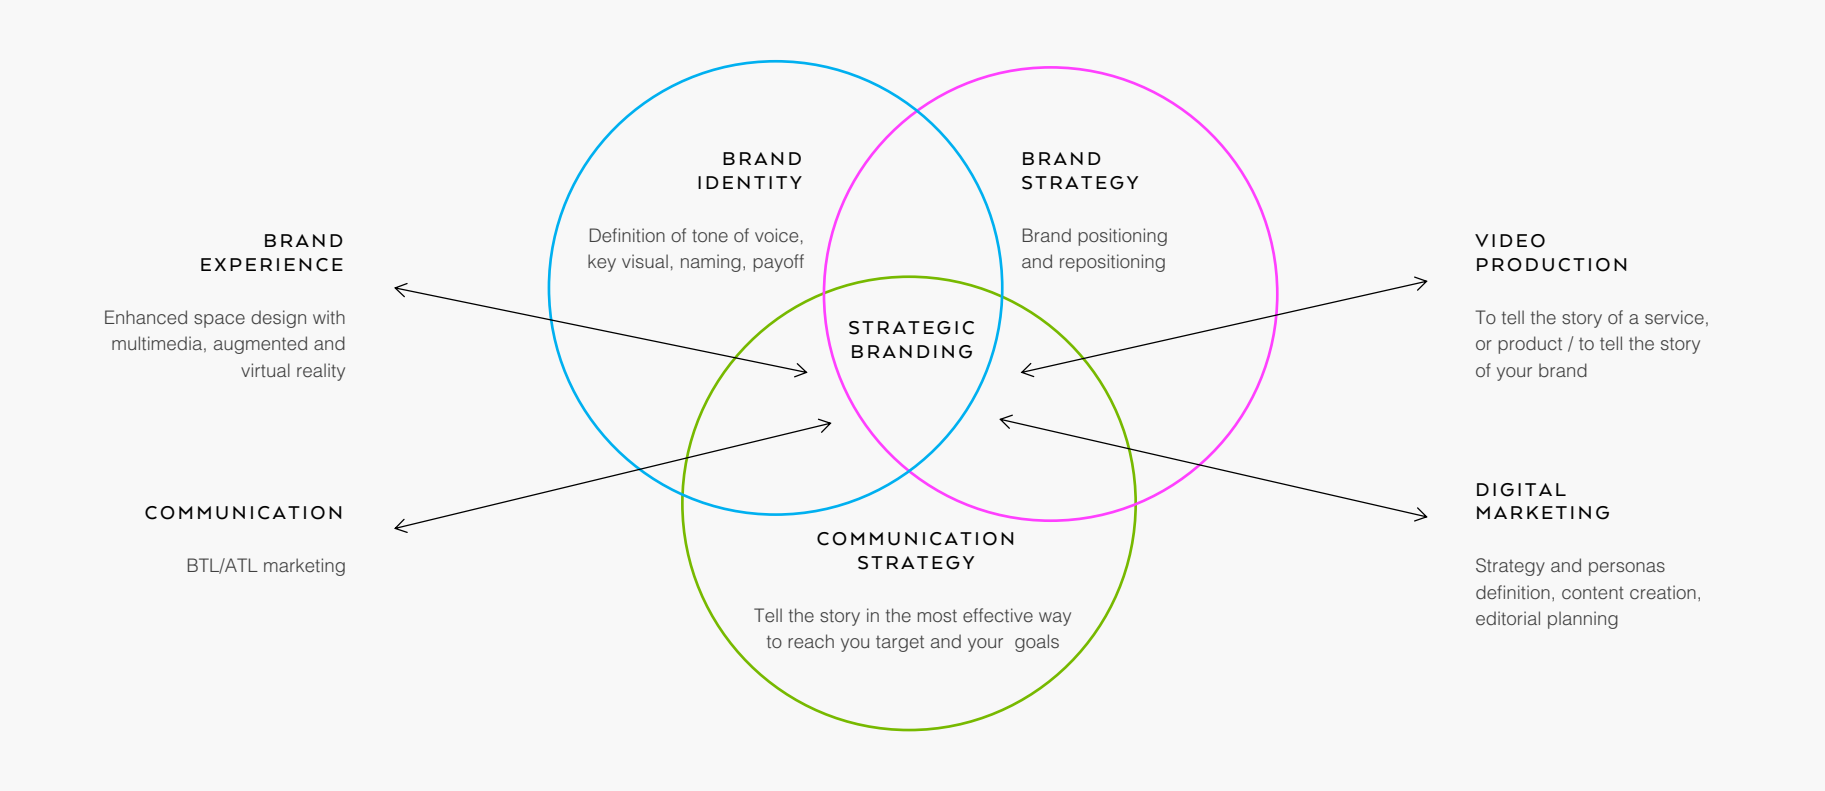 BRAND
IDENTITY
Definition of tone of voice,
key visual, naming, payoff
BRAND
STRATEGY
Brand positioning
and repositioning
BRAND
EXPERIENCE
Enhanced space design with
multimedia, augmented and
virtual reality
VIDEO
PRODUCTION
To tell the story of a service,
or product / to tell the story
of your brand
STRATEGIC
BRANDING
COMMUNICATION
BTL/ATL marketing
DIGITAL
MARKETING
Strategy and personas
definition, content creation,
editorial planning
COMMUNICATION
STRATEGY
Tell the story in the most effective way
to reach you target and your  goals